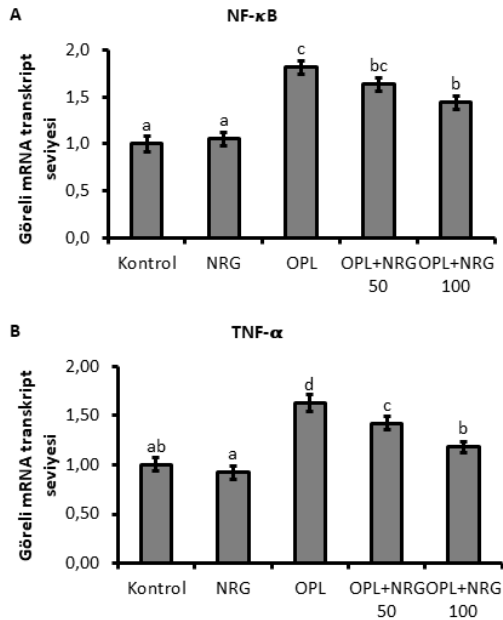 A
NF-κB
Göreli mRNA transkript
seviyesi
2,0
1,5
1,0
0,5
0,0
a
a
c
bc
b
Kontrol NRG OPL OPL+NRG OPL+NRG
50 100
B
TNF-α
Göreli mRNA transkript
seviyesi
2,00
1,50
1,00
0,50
0,00
ab
a
d
c
b
Kontrol NRG OPL OPL+NRG OPL+NRG
50 100